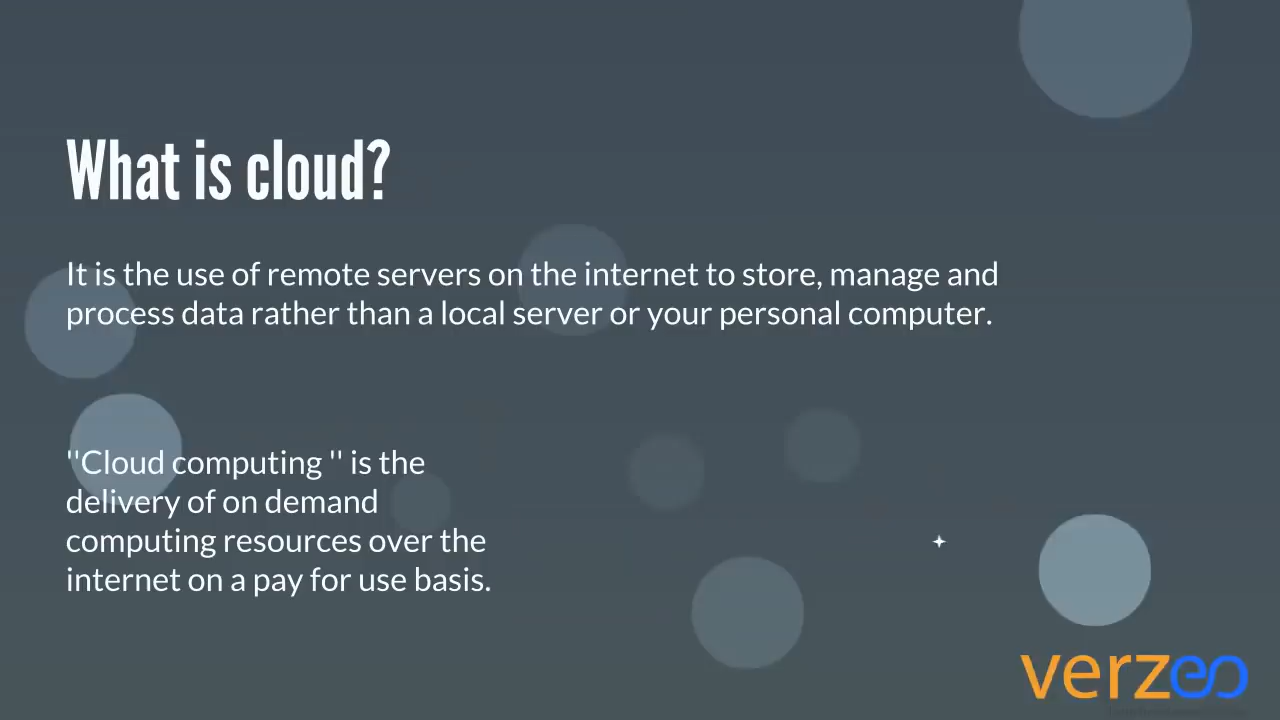 What is cloud?
It is the use of remote servers on the internet to store, manage and
process data rather than a local server or your personal computer.
''Cloud computing '' is the
delivery of on demand
computing resources over the
internet on a pay for use basis.
verzeo